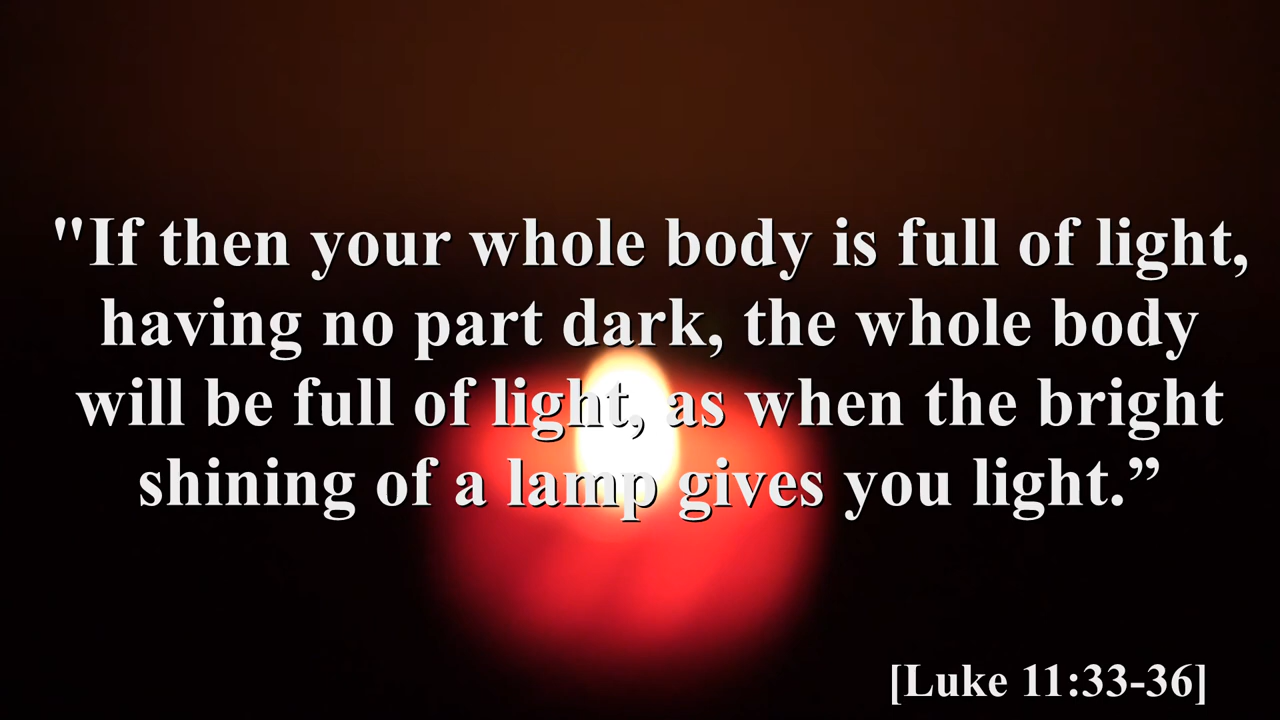 "If then your whole body is full of light,
having no part dark, the whole body
will be full of light, as when the bright
shining of a lamp gives you light.”
[Luke 11:33-36]